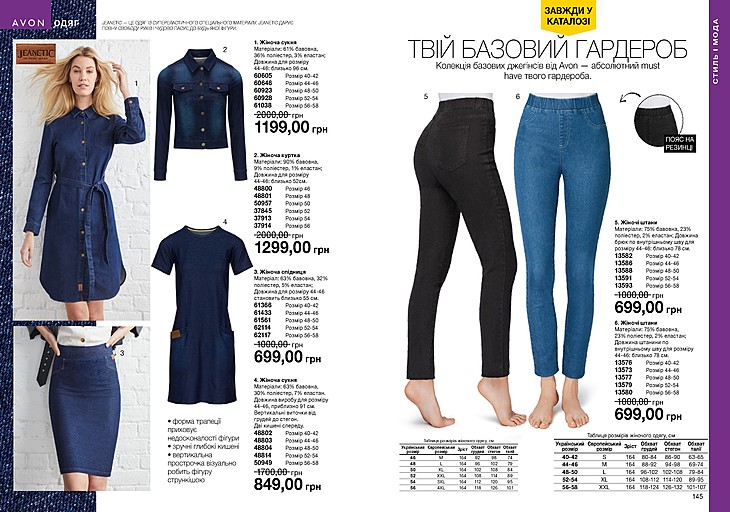 AVON
ОДЯГ
JEANETIC — ЦЕ ОДЯГ ІЗ СУПЕРЕЛАСТИЧНОГО СПЕЦІАЛЬНОГО МАТЕРІАЛУ. JEANETIC ДАРУЄ
ПОВНУ СВОБОДУ РУХІВ І ЧУДОВО ПАСУЄ ДО БУДЬ-ЯКОЇ ФІГУРИ.
JEANETIC
1
2
3
4
1. Жіноча сукня
Матеріали: 61% бавовна,
36% поліестер, 3% еластан;
Довжина для розміру
44-46: близько 96 см.
60605 Розмір 40-42
60646 Розмір 44-46
60923 Розмір 48-50
60928 Розмір 52-54
61038 Розмір 56-58
2000,00 грн
1199,00 грн
2. Жіноча куртка
Матеріали: 90% бавовна,
9% поліестер, 1% еластан;
Довжина для розміру
44-46: близько 52см.
48800 Розмір 46
48801 Розмір 48
50957 Розмір 50
37845 Розмір 52
37913 Розмір 54
37914 Розмір 56
2000,00 грн
1299,00 грн
3. Жіноча спідниця
Матеріал: 63% бавовна, 32%
поліестер, 5% еластан;
Довжина для розміру 44-46
становить близько 55 см.
61366 Розмір 40-42
61433 Розмір 44-46
61561 Розмір 48-50
62114 Розмір 52-54
62117 Розмір 56-58
1000,00 грн
699,00 грн
4. Жіноча сукня
Матеріали: 63% бавовна,
30% поліестер, 7% еластан.
Довжина виробу для розміру
44-46, приблизно 91 см.
Вертикальні виточки від
грудей до стегон.
Дві кишені спереду.
48802 Розмір 40-42
48803 Розмір 44-46
48804 Розмір 48-50
48814 Розмір 52-54
50949 Розмір 56-58
1700,00 грн
849,00 грн
• форма трапеції
приховує
недосконалості фігури
• зручні глибокі кишені
• вертикальна
прострочка візуально
робить фігуру
стрункішою
ЗАВЖДИ У
КАТАЛОЗІ
ТВІЙ БАЗОВИЙ ГАРДЕРОБ
Колекція базових джегінсів від Avon — абсолютний must
have твого гардероба.
СТИЛЬ І МОДА
5
6
ПОЯС НА
РЕЗИНЦІ
5. Жіночі штани
Матеріали: 75% бавовна, 23%
поліестер, 2% еластан; Довжина
брюк по внутрішньому шву для
розміру 44-46: близько 78 см.
13582 Розмір 40-42
13586 Розмір 44-46
13588 Розмір 48-50
13591 Розмір 52-54
13593 Розмір 56-58
1000,00 грн
699,00 грн
6. Жіночі штани
Матеріали: 75% бавовна,
23% поліестер, 2% еластан;
Довжина штанини по
внутрішньому шву для розміру
44-46: близько 78 см.
13576 Розмір 40-42
13573 Розмір 44-46
13577 Розмір 48-50
13579 Розмір 52-54
13580 Розмір 56-58
1000,00 грн
699,00 грн
Таблиця розмірів жіночого одягу, см
Український розмір Європейський розмір Зріст Обхват грудей Обхват стегон Обхват талії
46 M 164 92 98 74
48 L 164 96 102 79
50 XL 164 102 108 84
52 XXL 164 108 114 89
54 3XL 164 112 120 95
56 4XL 164 118 126 101
Таблиця розмірів жіночого одягу, см
Український розмір Європейський розмір Зріст Обхват грудей Обхват стегон Обхват талії
40-42 S 164 80-84 86-90 63-65
44-46 M 164 88-92 94-98 69-74
48-50 L 164 96-102 102-108 79-84
52-54 XL 164 108-112 114-120 89-95
56-58 XXL 164 118-124 126-132 101-107
145